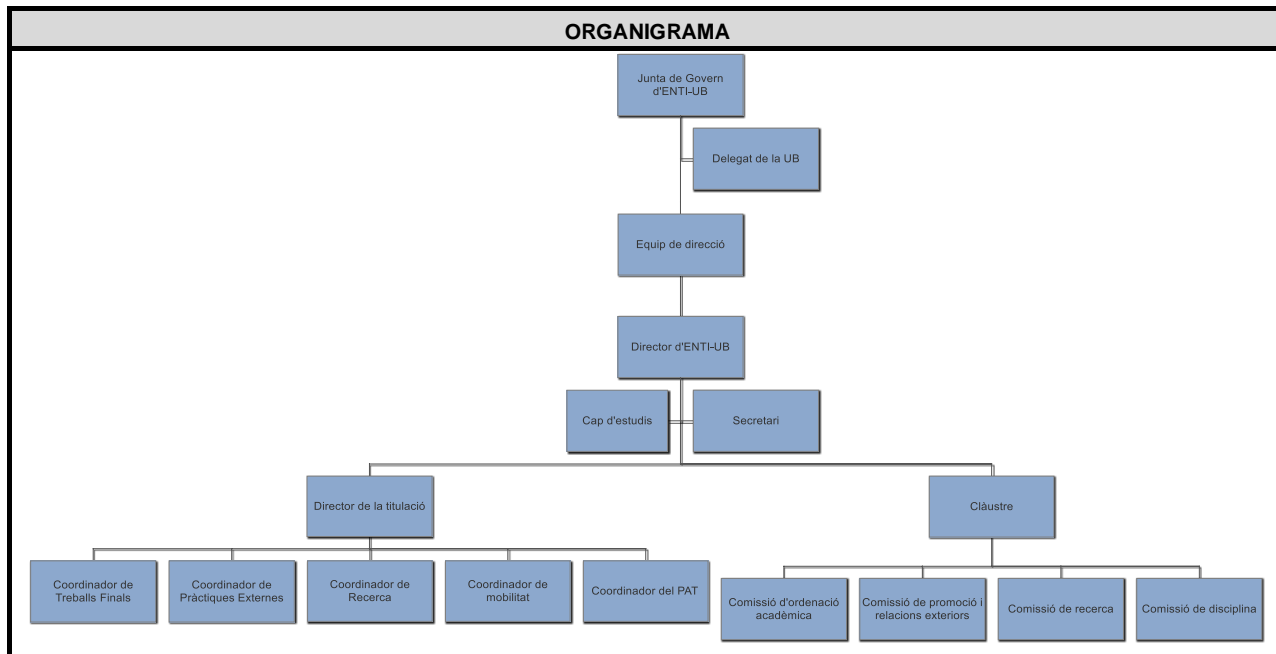 ORGANIGRAMA
Junta de Govern
d'ENTI-UB
Delegat de la UB
Equip de direcció
Director d'ENTI-UB
Cap d'estudis
Secretari
Director de la titulació
Clàustre
Coordinador de
Treballs Finals
Coordinador de
Pràctiques Externes
Coordinador de
Recerca
Coordinador de
mobilitat
Coordinador del PAT
Comissió d'ordenació
acadèmica
Comissió de promoció i
relacions exteriors
Comissió de recerca
Comissió de disciplina